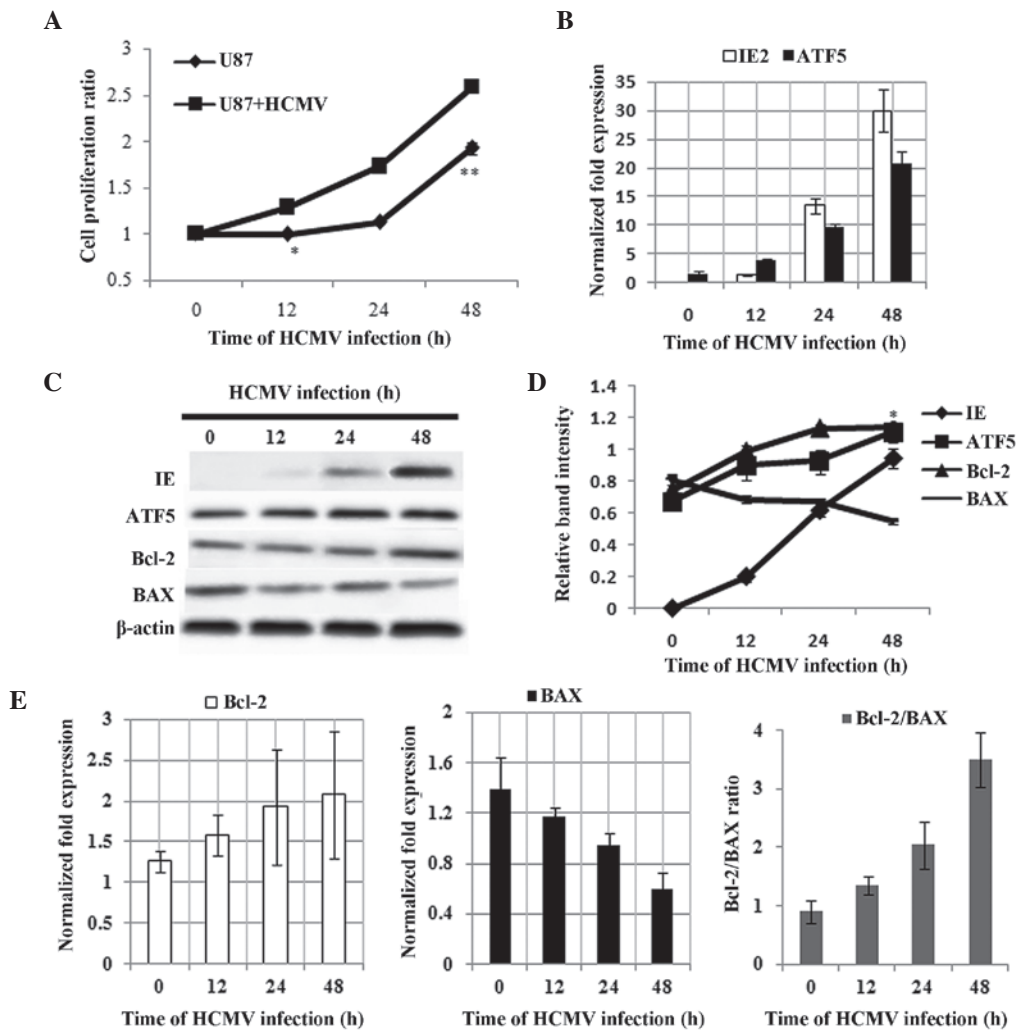 A
U87
U87+HCMV
Cell proliferation ratio
3
2.5
2
1.5
1
0.5
*
**
0 12 24 48
Time of HCMV infection (h)
B
IE2 ATF5
Normalized fold expression
35
30
25
20
15
10
5
0
0 12 24 48
Time of HCMV infection (h)
C
HCMV infection (h)
0 12 24 48
IE
ATF5
Bcl-2
BAX
β-actin
D
Relative band intensity
1.4
1.2
1
0.8
0.6
0.4
0.2
0
*
IE
ATF5
Bcl-2
BAX
0 12 24 48
Time of HCMV infection (h)
E
Bcl-2
Normalized fold expression
3
2.5
2
1.5
1
0.5
0
0 12 24 48
Time of HCMV infection (h)
BAX
Normalized fold expression
2
1.6
1.2
0.8
0.4
0
0 12 24 48
Time of HCMV infection (h)
Bcl-2/BAX
Bcl-2/BAX ratio
4
3
2
1
0
0 12 24 48
Time of HCMV infection (h)